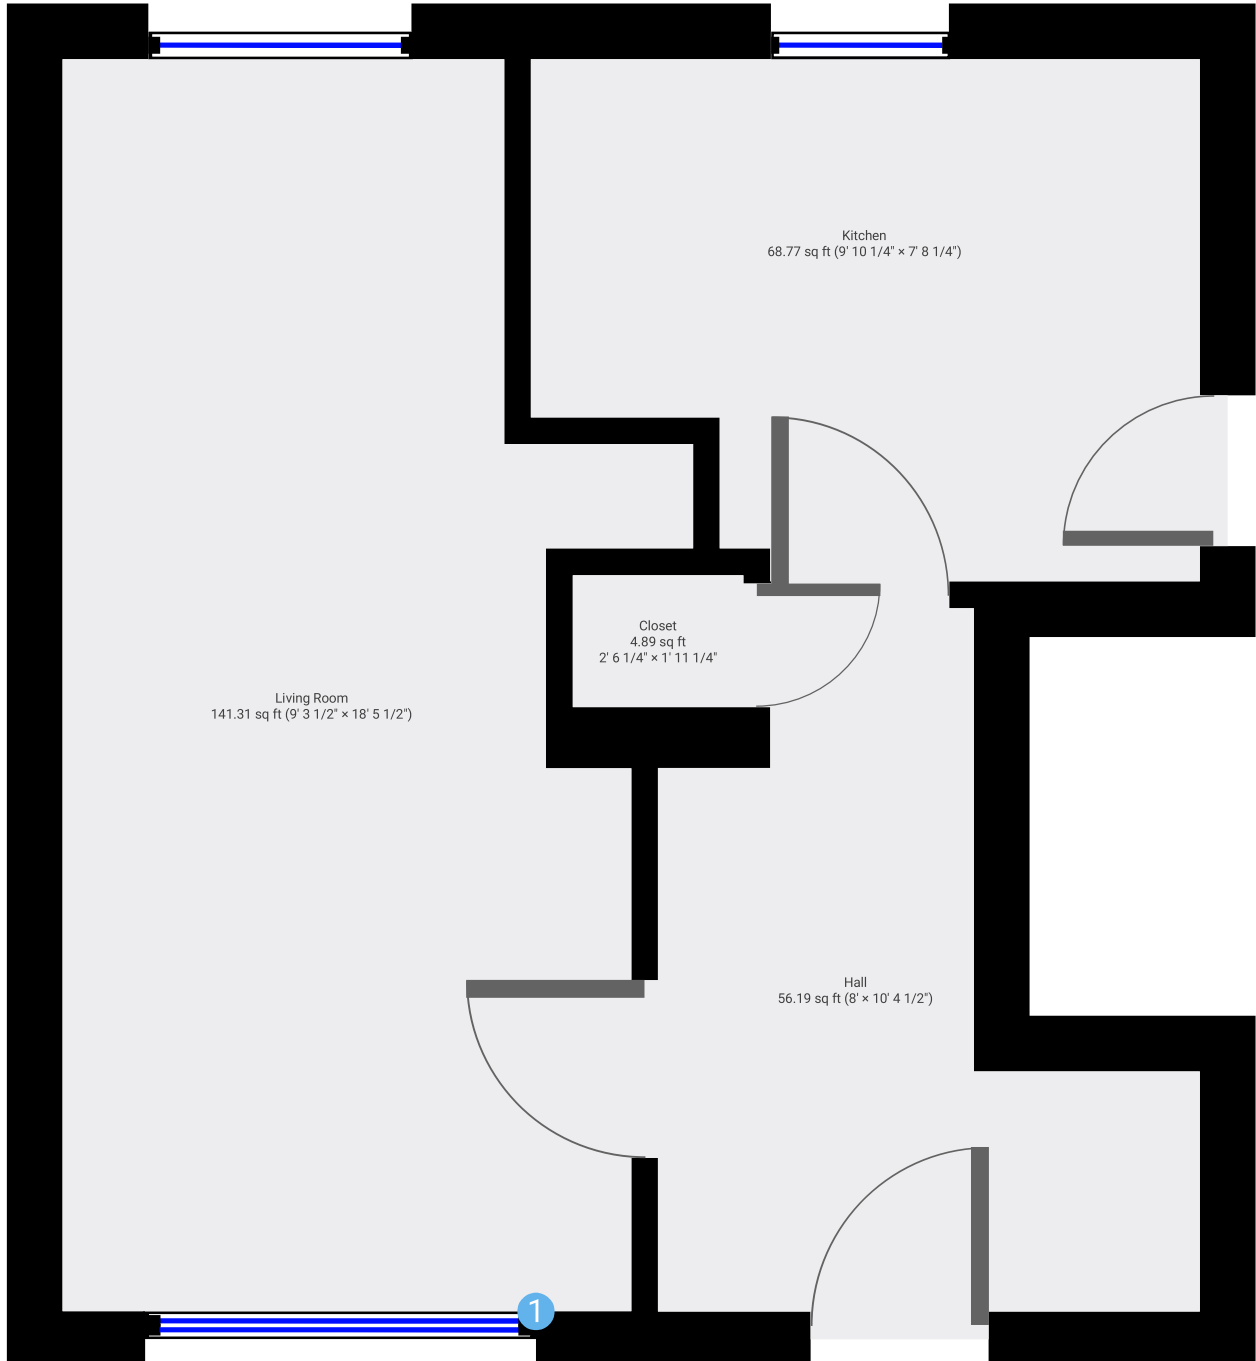 Kitchen
68.77 sq ft (9' 10 1/4" × 7' 8 1/4")
Closet
4.89 sq ft
2' 6 1/4" × 1' 11 1/4"
Living Room
141.31 sq ft (9' 3 1/2" × 18' 5 1/2")
Hall
56.19 sq ft (8' × 10' 4 1/2")
1